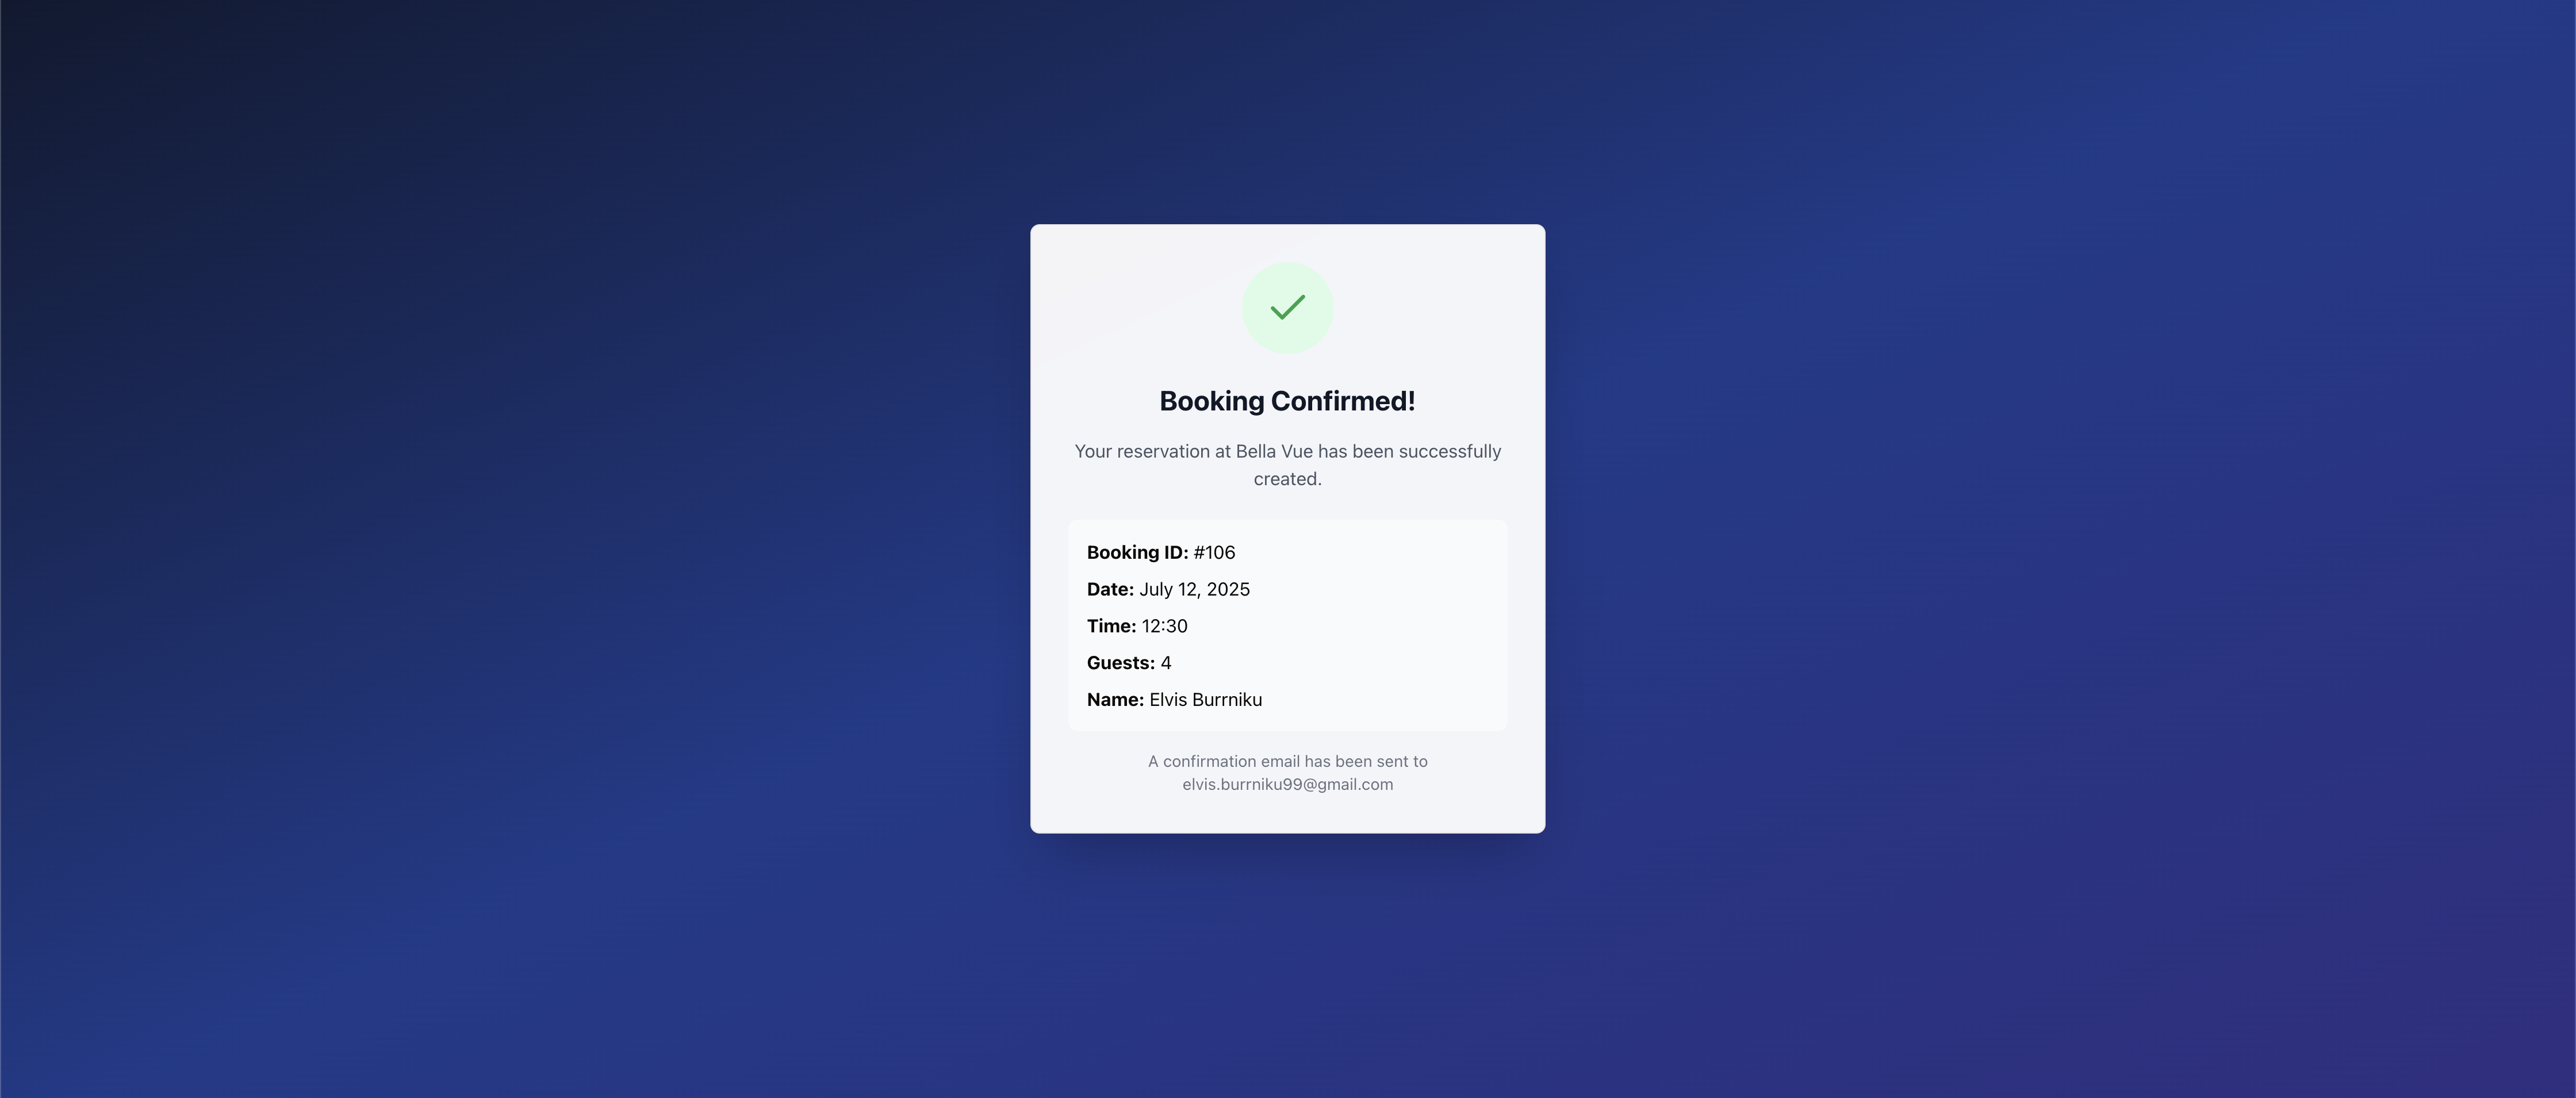 Booking Confirmed!
Your reservation at Bella Vue has been successfully
created.
Booking ID: #106
Date: July 12, 2025
Time: 12:30
Guests: 4
Name: Elvis Burrniku
A confirmation email has been sent to
elvis.burrniku99@gmail.com